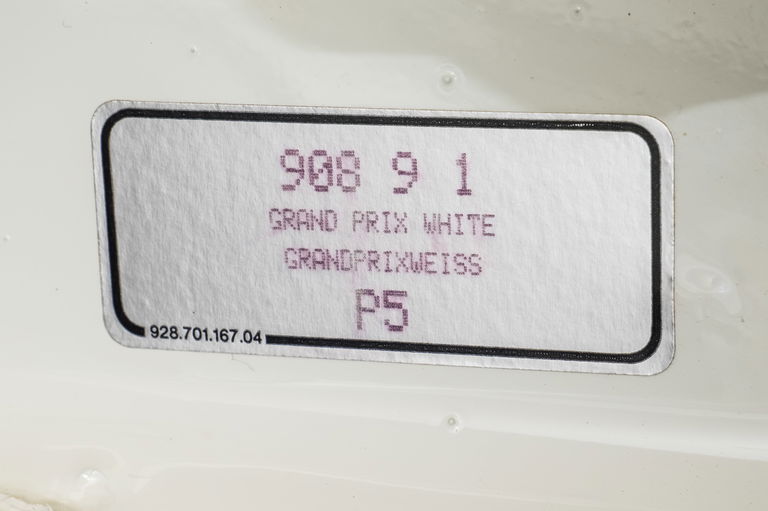 908 9 1
GRAND PRIX WHITE
GRANDPRIXWEISS
P5
928.701.167.04